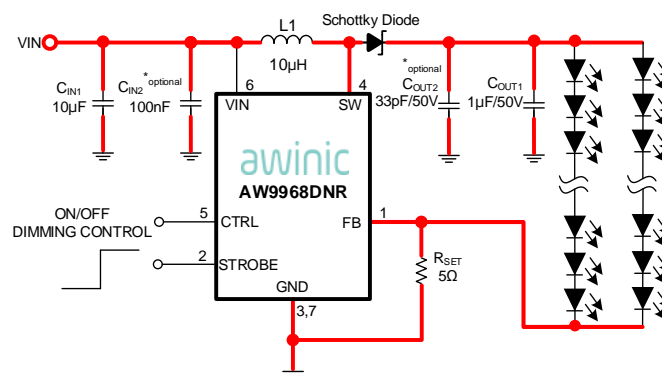 VIN
L1
10µH
Schottky Diode
CIN1
10µF
*optional
CIN2
100nF
6
VIN
4
SW
*optional
COUT2
33pF/50V
COUT1
1µF/50V
awinic
AW9968DNR
ON/OFF
DIMMING CONTROL
5
CTRL
2
STROBE
FB
1
GND
3,7
RSET
5Ω